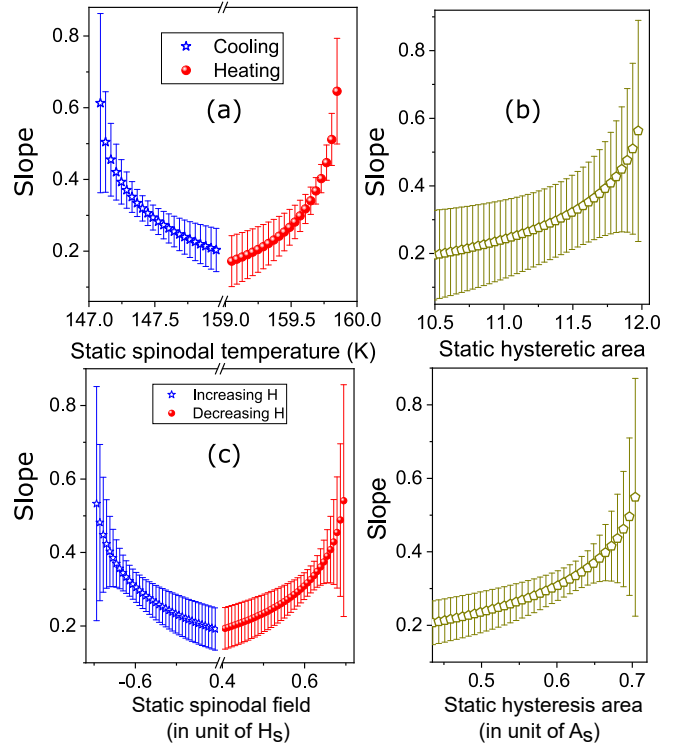 0.8
0.6
0.4
0.2
Slope
Cooling
Heating
(a)
147.0
147.5
159.0
159.5
160.0
Static spinodal temperature (K)
0.8
0.6
0.4
0.2
Slope
(b)
10.5
11.0
11.5
12.0
Static hysteretic area
0.8
0.6
0.4
0.2
Slope
Increasing H
Decreasing H
(c)
-0.6
0.4
0.6
Static spinodal field
(in unit of Hs)
0.8
0.6
0.4
0.2
Slope
0.5
0.6
0.7
Static hysteresis area
(in unit of As)